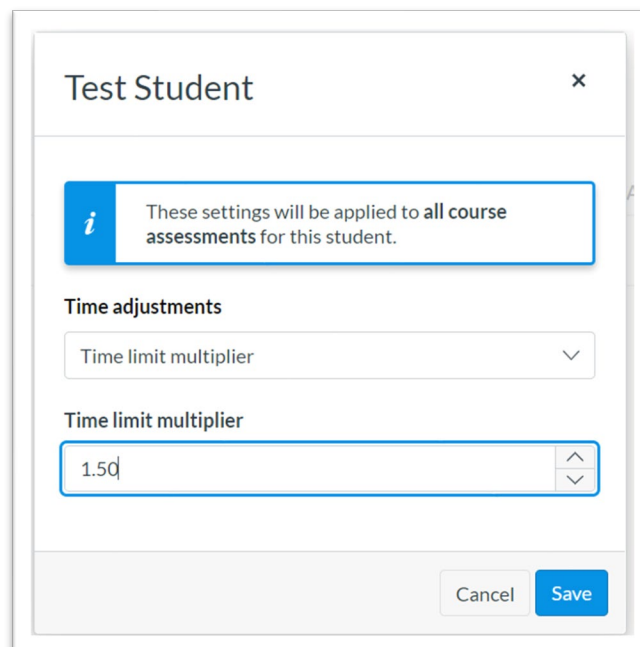 Test Student
These settings will be applied to all course
assessments for this student.
Time adjustments
Time limit multiplier
Time limit multiplier
1.50
Cancel Save